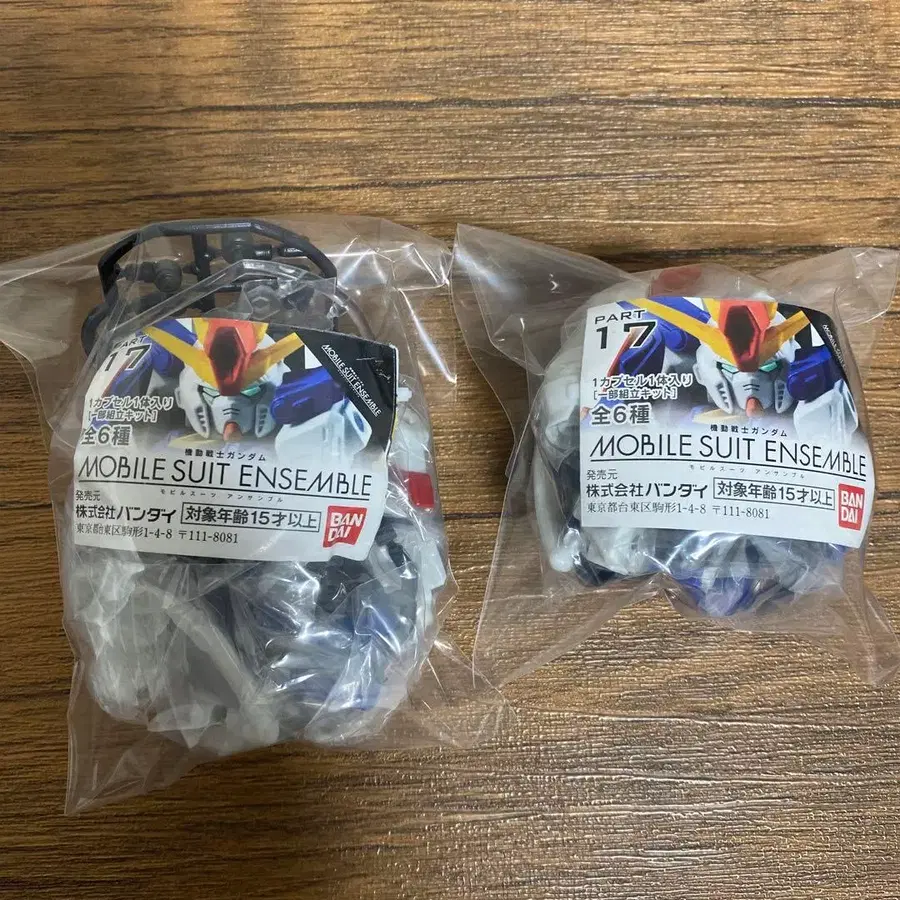 PART
17
MOBILE SUIT ENSEMBLE
1カプセル1体入り
[一部組立キット]
全6種
機動戦士ガンダム
MOBILE SUIT ENSEMBLE
モビルスーツ アンサンブル
発売元
株式会社バンダイ 対象年齢15才以上
東京都台東区駒形1-4-8 〒111-8081
BAN
DAI
PART
17
1カプセル1体入り
[一部組立キット]
全6種
機動戦士ガンダム
MOBILE SUIT ENSEMBLE
モビルスーツ アンサンブル
発売元
株式会社バンダイ 対象年齢15才以上
東京都台東区駒形1-4-8 〒111-8081
BAN
DAI